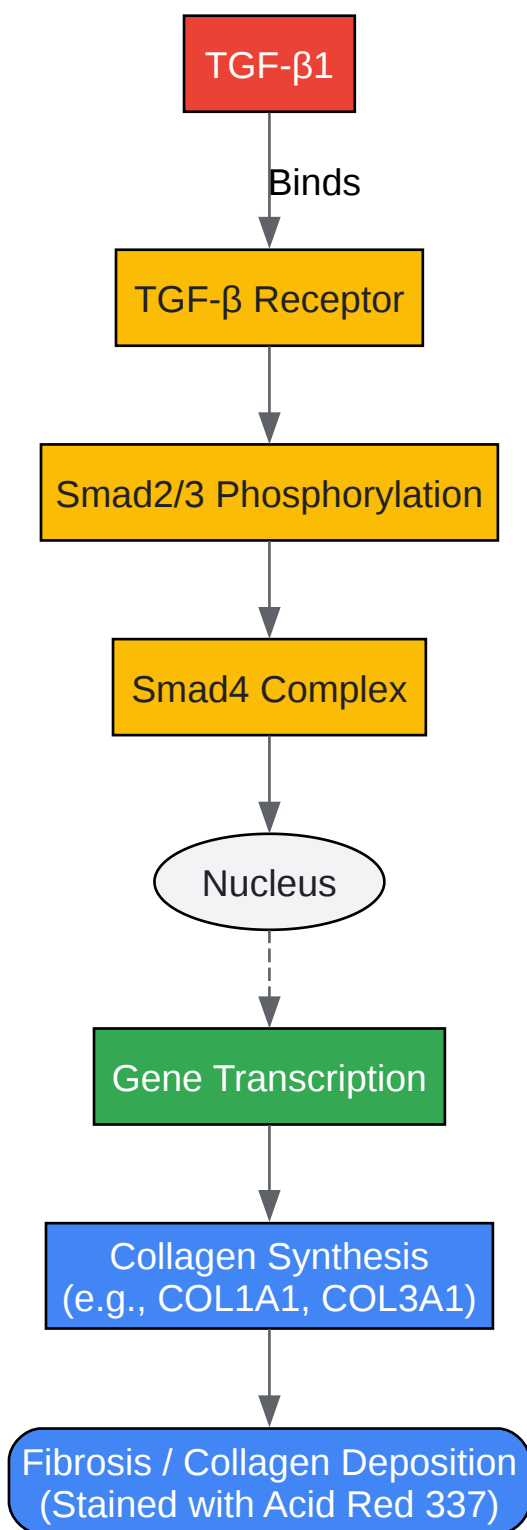 TGF-β1
Binds
TGF-β Receptor
Smad2/3 Phosphorylation
Smad4 Complex
Nucleus
Gene Transcription
Collagen Synthesis
(e.g., COL1A1, COL3A1)
Fibrosis / Collagen Deposition
(Stained with Acid Red 337)